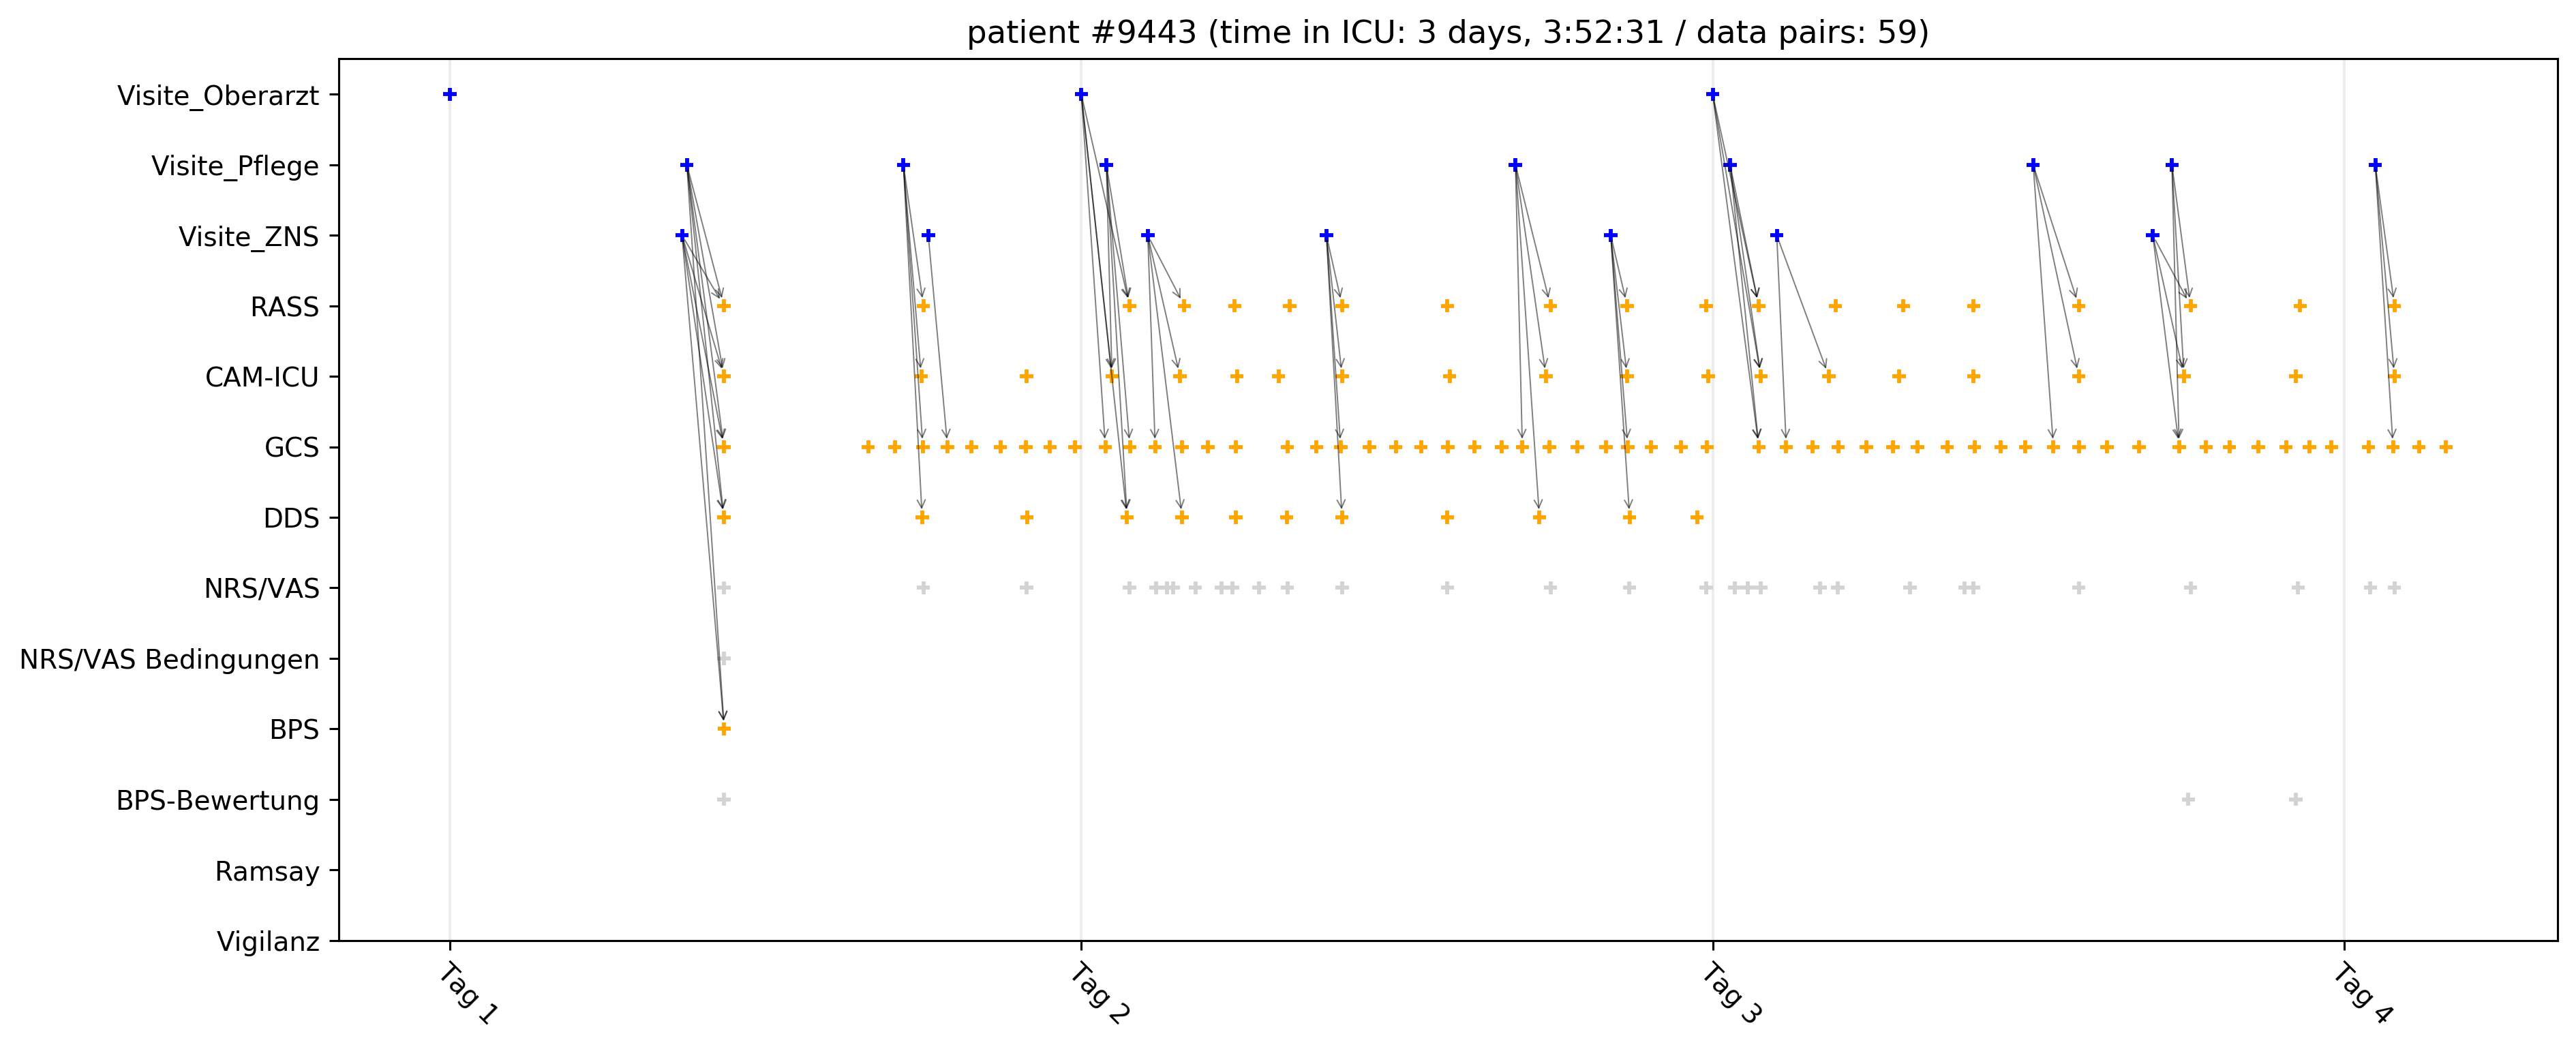 patient #9443 (time in ICU: 3 days, 3:52:31 / data pairs: 59)
Visite_Oberarzt
Visite_Pflege
Visite_ZNS
RASS
CAM-ICU
GCS
DDS
NRS/VAS
NRS/VAS Bedingungen
BPS
BPS-Bewertung
Ramsay
Vigilanz
Tag 1
Tag 2
Tag 3
Tag 4